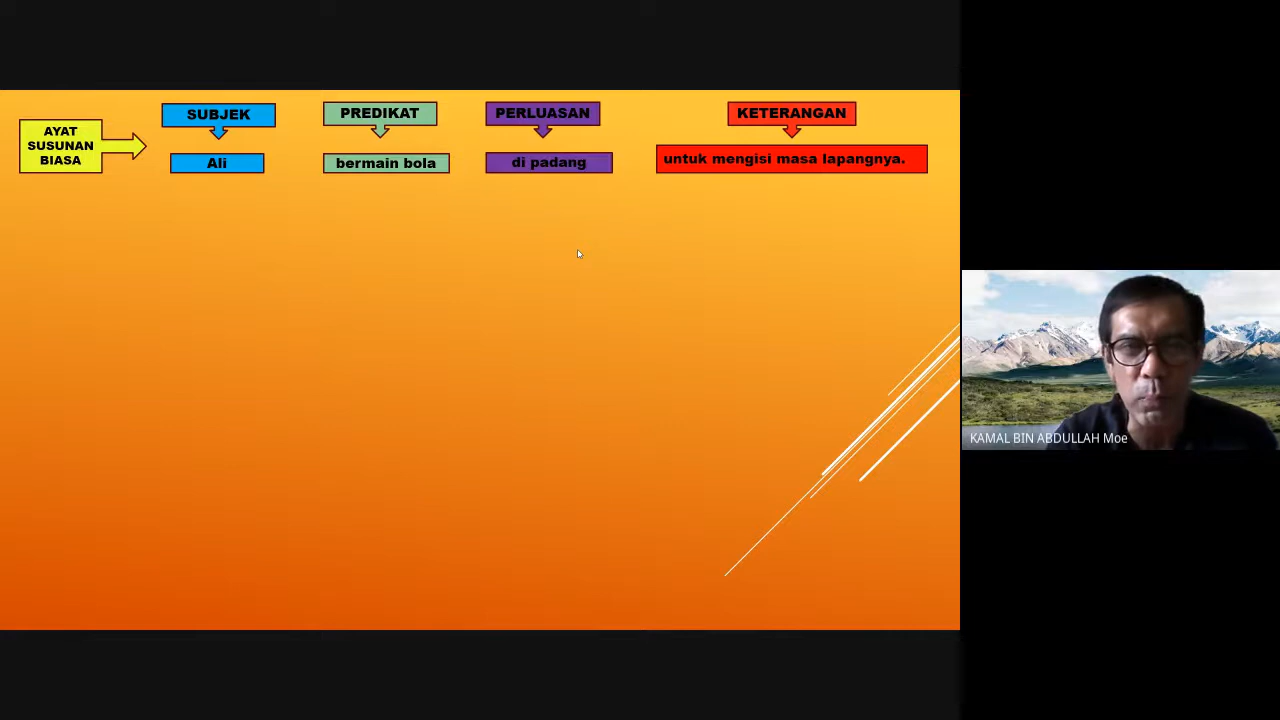 SUBJEK
PREDIKAT
PERLUASAN
KETERANGAN
AYAT
SUSUNAN
BIASA
Ali
bermain bola
di padang
untuk mengisi masa lapangnya.
KAMAL BIN ABDULLAH Moe